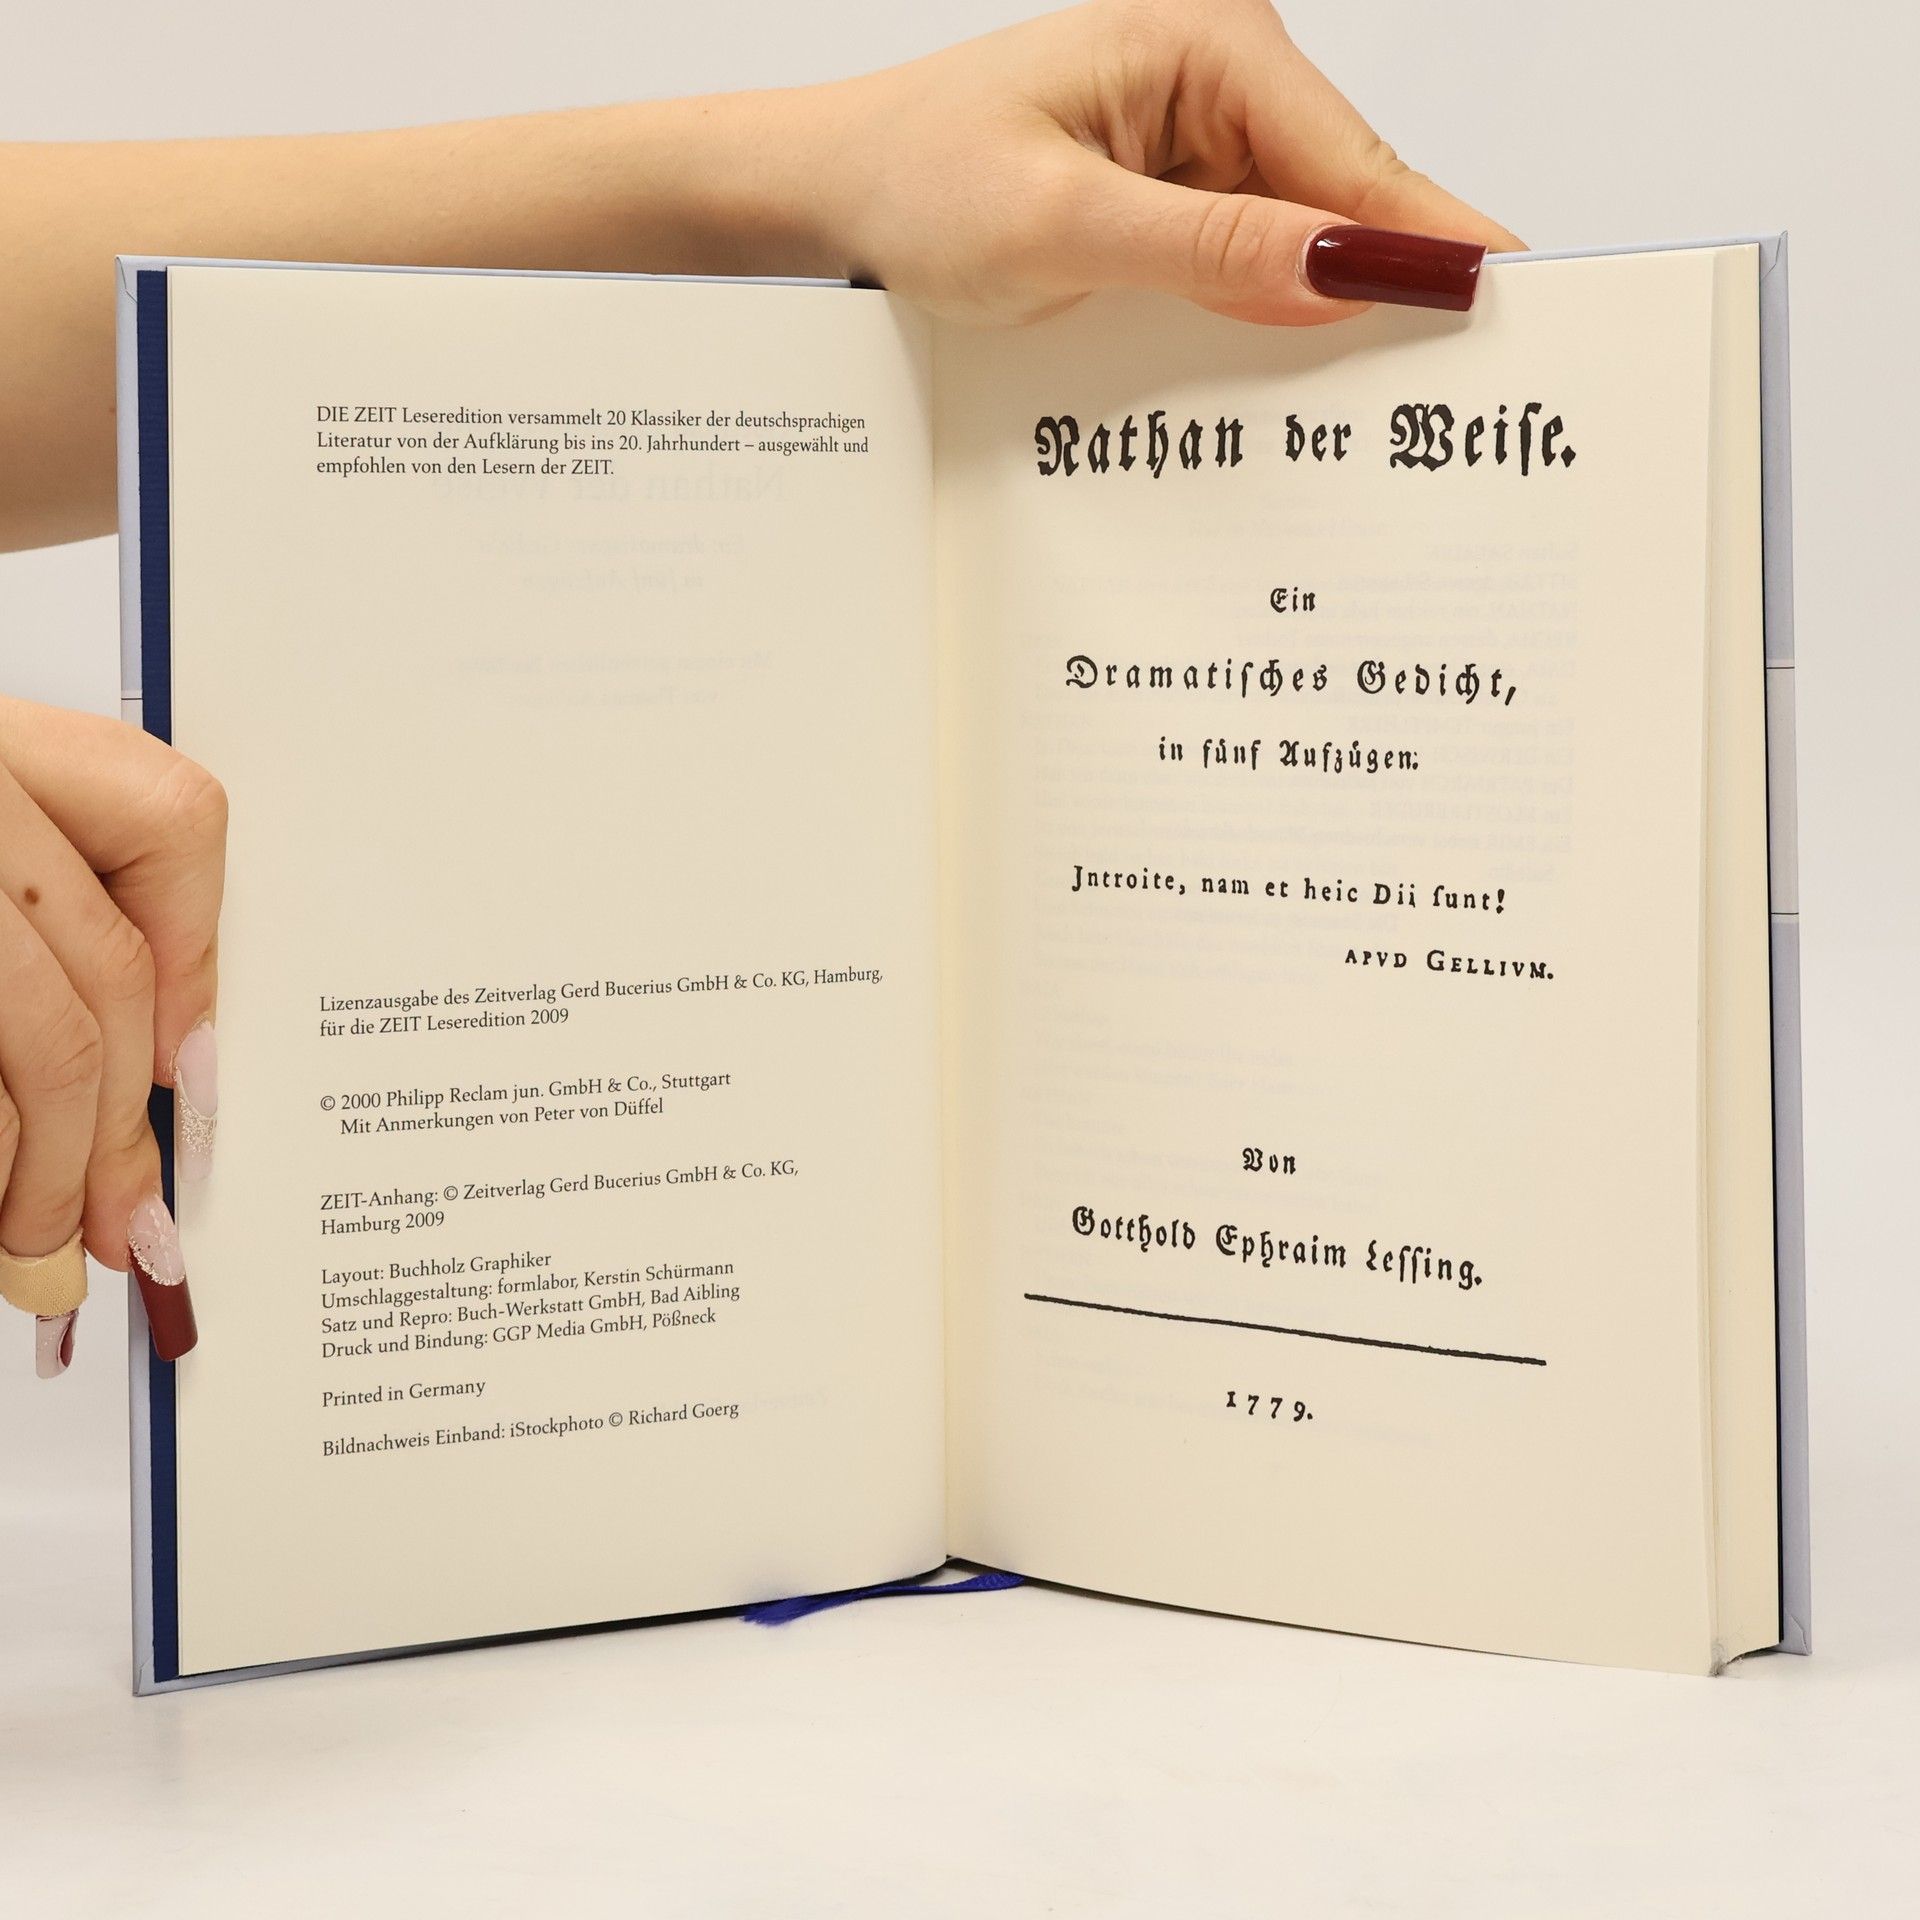 DIE ZEIT Leseredition versammelt 20 Klassiker der deutschsprachigen
Literatur von der Aufklärung bis ins 20. Jahrhundert – ausgewählt und
empfohlen von den Lesern der ZEIT.
Lizenzausgabe des Zeitverlag Gerd Bucerius GmbH & Co. KG, Hamburg,
für die ZEIT Leseredition 2009
© 2000 Philipp Reclam jun. GmbH & Co., Stuttgart
Mit Anmerkungen von Peter von Düffel
ZEIT-Anhang: © Zeitverlag Gerd Bucerius GmbH & Co. KG,
Hamburg 2009
Layout: Buchholz Graphiker
Umschlaggestaltung: formlabor, Kerstin Schürmann
Satz und Repro: Buch-Werkstatt GmbH, Bad Aibling
Druck und Bindung: GGP Media GmbH, Pößneck
Printed in Germany
Bildnachweis Einband: iStockphoto © Richard Goerg
Nathan der Weiſe.
Ein
Dramatiſches Gedicht,
in fuͤnf Aufzuͤgen.
Jntroite, nam et heic Dii ſunt!
APVD GELLIVM.
Von
Gotthold Ephraim Leſſing.
1779.